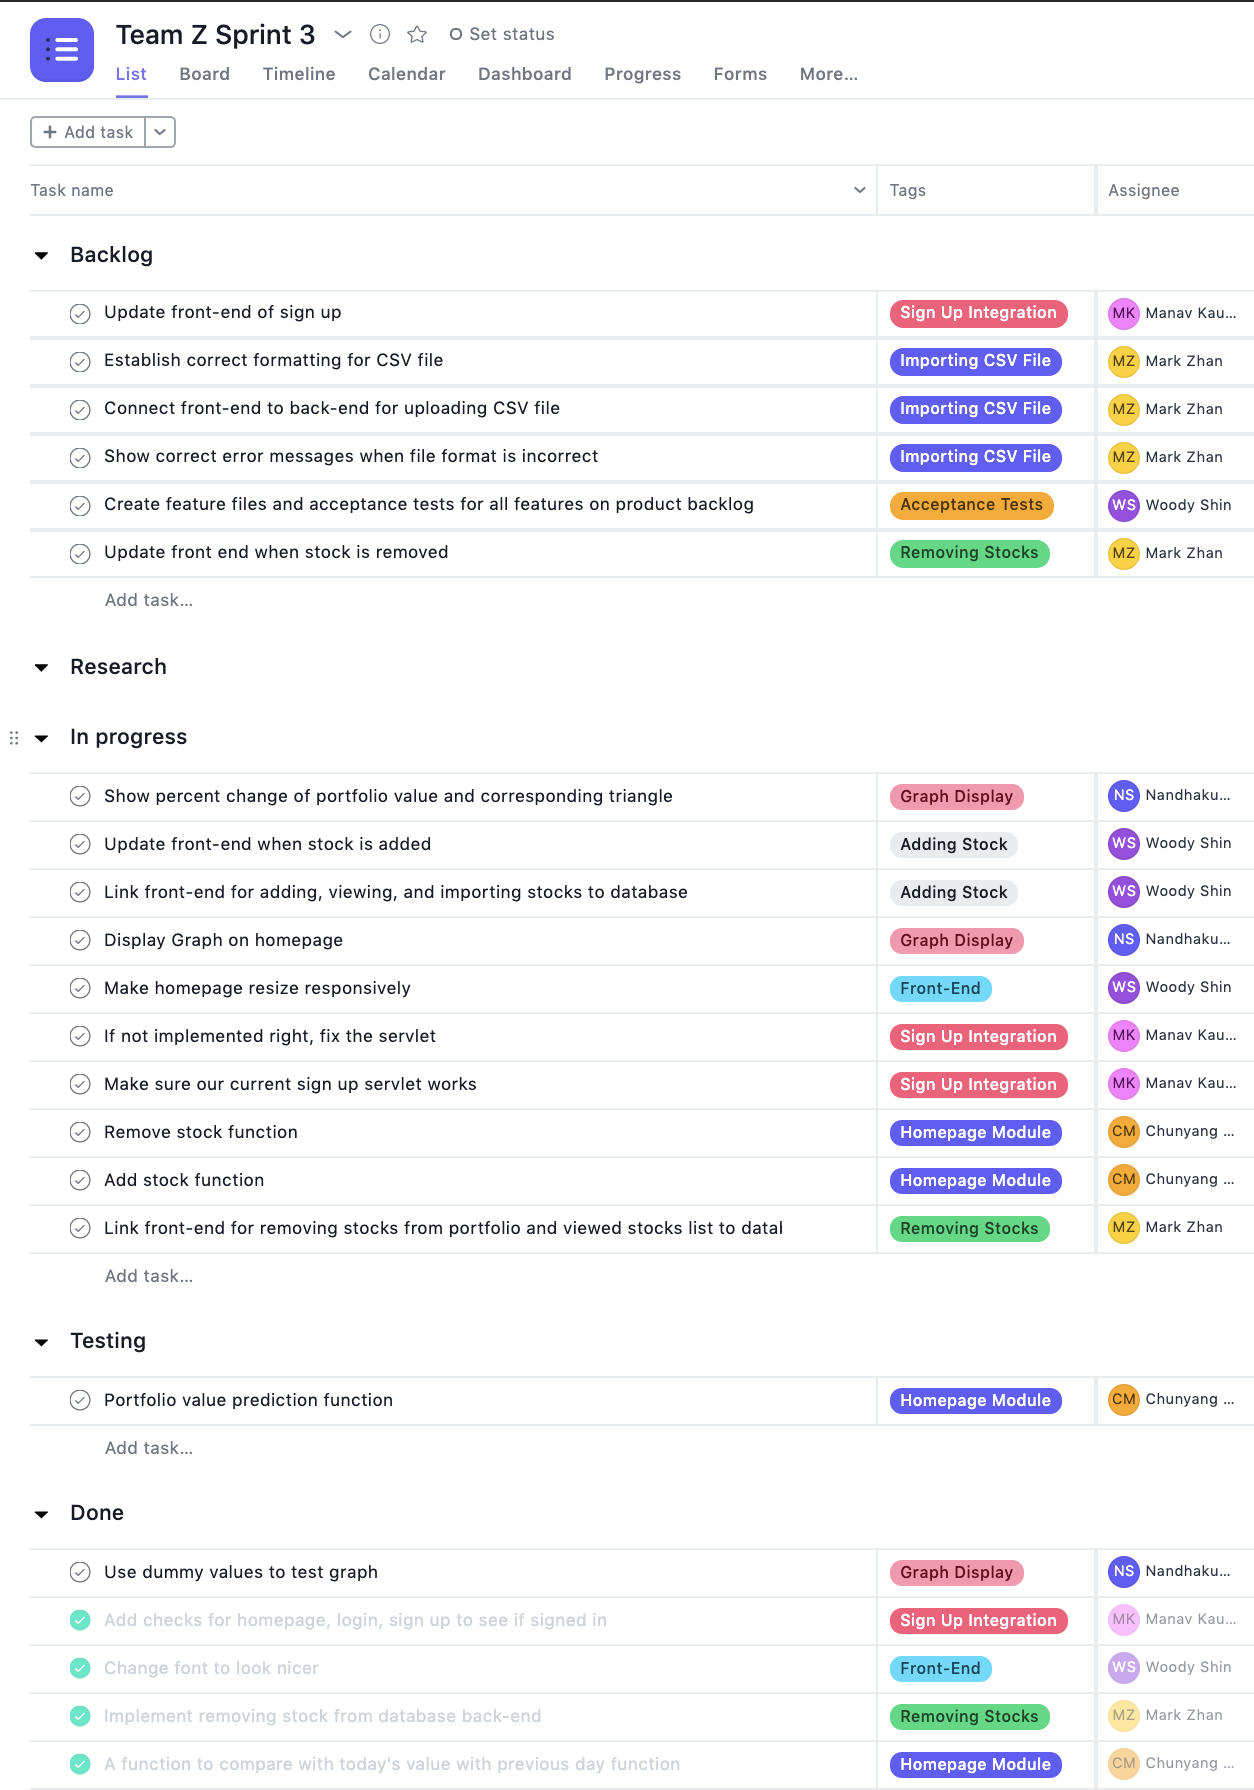 Team Z Sprint 3 Set status
List Board Timeline Calendar Dashboard Progress Forms More...
Add task
Task name Tags Assignee
Backlog
Update front-end of sign up Sign Up Integration MK Manav Kau...
Establish correct formatting for CSV file Importing CSV File MZ Mark Zhan
Connect front-end to back-end for uploading CSV file Importing CSV File MZ Mark Zhan
Show correct error messages when file format is incorrect Importing CSV File MZ Mark Zhan
Create feature files and acceptance tests for all features on product backlog Acceptance Tests WS Woody Shin
Update front end when stock is removed Removing Stocks MZ Mark Zhan
Add task...
Research
In progress
Show percent change of portfolio value and corresponding triangle Graph Display NS Nandhaku...
Update front-end when stock is added Adding Stock WS Woody Shin
Link front-end for adding, viewing, and importing stocks to database Adding Stock WS Woody Shin
Display Graph on homepage Graph Display NS Nandhaku...
Make homepage resize responsively Front-End WS Woody Shin
If not implemented right, fix the servlet Sign Up Integration MK Manav Kau...
Make sure our current sign up servlet works Sign Up Integration MK Manav Kau...
Remove stock function Homepage Module CM Chunyang ...
Add stock function Homepage Module CM Chunyang ...
Link front-end for removing stocks from portfolio and viewed stocks list to datal Removing Stocks MZ Mark Zhan
Add task...
Testing
Portfolio value prediction function Homepage Module CM Chunyang ...
Add task...
Done
Use dummy values to test graph Graph Display NS Nandhaku...
Add checks for homepage, login, sign up to see if signed in Sign Up Integration MK Manav Kau...
Change font to look nicer Front-End WS Woody Shin
Implement removing stock from database back-end Removing Stocks MZ Mark Zhan
A function to compare with today's value with previous day function Homepage Module CM Chunyang ...